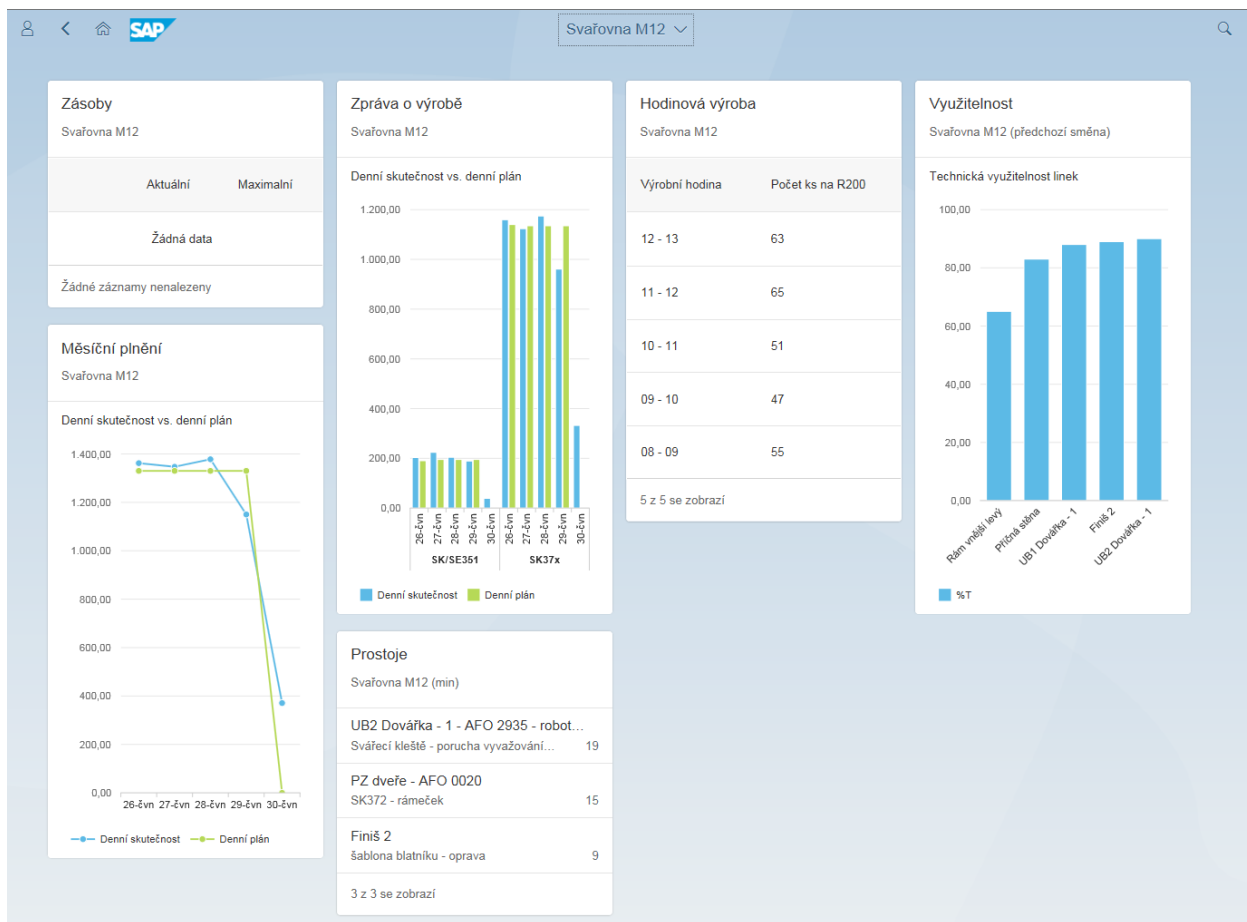 SAP
Svařovna M12
Zásoby
Svařovna M12
Aktuální Maximalní
Žádná data
Žádné záznamy nenalezeny
Měsíční plnění
Svařovna M12
Denní skutečnost vs. denní plán
1.400,00
1.200,00
1.000,00
800,00
600,00
400,00
200,00
0,00
26-čvn 27-čvn 28-čvn 29-čvn 30-čvn
Denní skutečnost Denní plán
Zpráva o výrobě
Svařovna M12
Denní skutečnost vs. denní plán
1.200,00
1.000,00
800,00
600,00
400,00
200,00
0,00
26-čvn 27-čvn 28-čvn 29-čvn 30-čvn 26-čvn 27-čvn 28-čvn 29-čvn 30-čvn
SK/SE351 SK37x
Denní skutečnost Denní plán
Prostoje
Svařovna M12 (min)
UB2 Dovářka - 1 - AFO 2935 - robot...
Svářecí kleště - porucha vyvažování... 19
PZ dveře - AFO 0020
SK372 - rámeček 15
Finiš 2
šablona blatníku - oprava 9
3 z 3 se zobrazí
Hodinová výroba
Svařovna M12
Výrobní hodina Počet ks na R200
12 - 13 63
11 - 12 65
10 - 11 51
09 - 10 47
08 - 09 55
5 z 5 se zobrazí
Využitelnost
Svařovna M12 (předchozí směna)
Technická využitelnost linek
100,00
80,00
60,00
40,00
20,00
0,00
Rám vnější levý
Příčná stěna
UB1 Dovářka - 1
Finiš 2
UB2 Dovářka - 1
%T